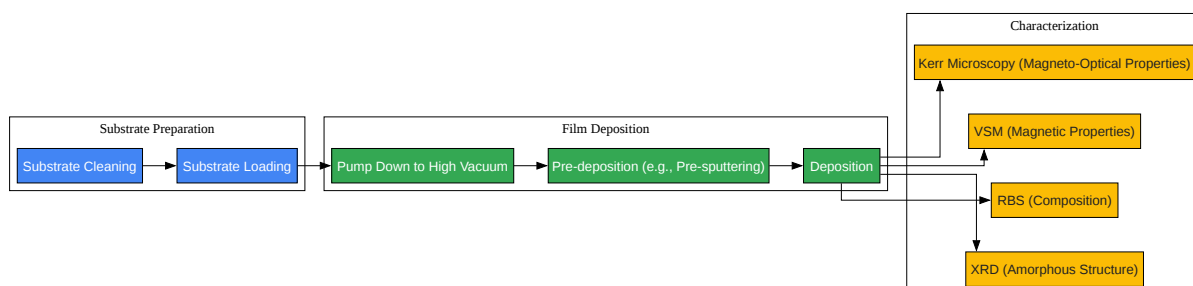 Substrate Preparation
Substrate Cleaning
Substrate Loading
Film Deposition
Pump Down to High Vacuum
Pre-deposition (e.g., Pre-sputtering)
Deposition
Characterization
Kerr Microscopy (Magneto-Optical Properties)
VSM (Magnetic Properties)
RBS (Composition)
XRD (Amorphous Structure)